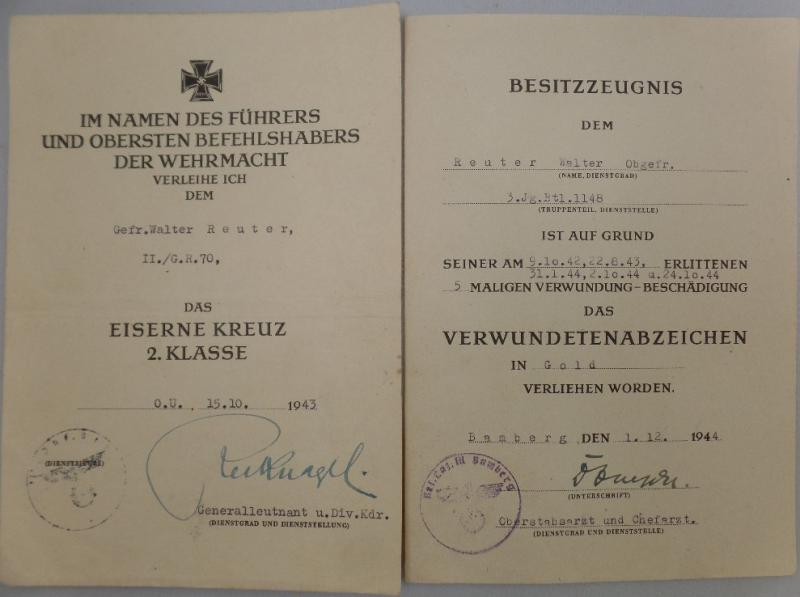 IM NAMEN DES FÜHRERS
UND OBERSTEN BEFEHLSHABERS
DER WEHRMACHT
VERLEIHE ICH
DEM
Gefr.Walter R e u t e r,
II./G.R.70,
DAS
EISERNE KREUZ
2. KLASSE
O.U. 15.10. 1943
(DIENSTSIEGEL)
Generalleutnant u.Div.Kdr.
(DIENSTGRAD UND DIENSTSTELLUNG)
BESITZZEUGNIS
DEM
R e u t e r Walter Obgefr.
(NAME, DIENSTGRAD)
3.Jg.Btl.1148
(TRUPPENTEIL, DIENSTSTELLE)
IST AUF GRUND
SEINER AM 9.10.42,22.8.43, ERLITTENEN
31.1.44,2.10.44 u.24.10.44
5 MALIGEN VERWUNDUNG – BESCHÄDIGUNG
DAS
VERWUNDETENABZEICHEN
IN G o l d
VERLIEHEN WORDEN.
B a m b e r g DEN 1.12. 1944
(UNTERSCHRIFT)
Res.Laz. III Bamberg
Oberstabsarzt und Chefarzt.
(DIENSTGRAD UND DIENSTSTELLE)